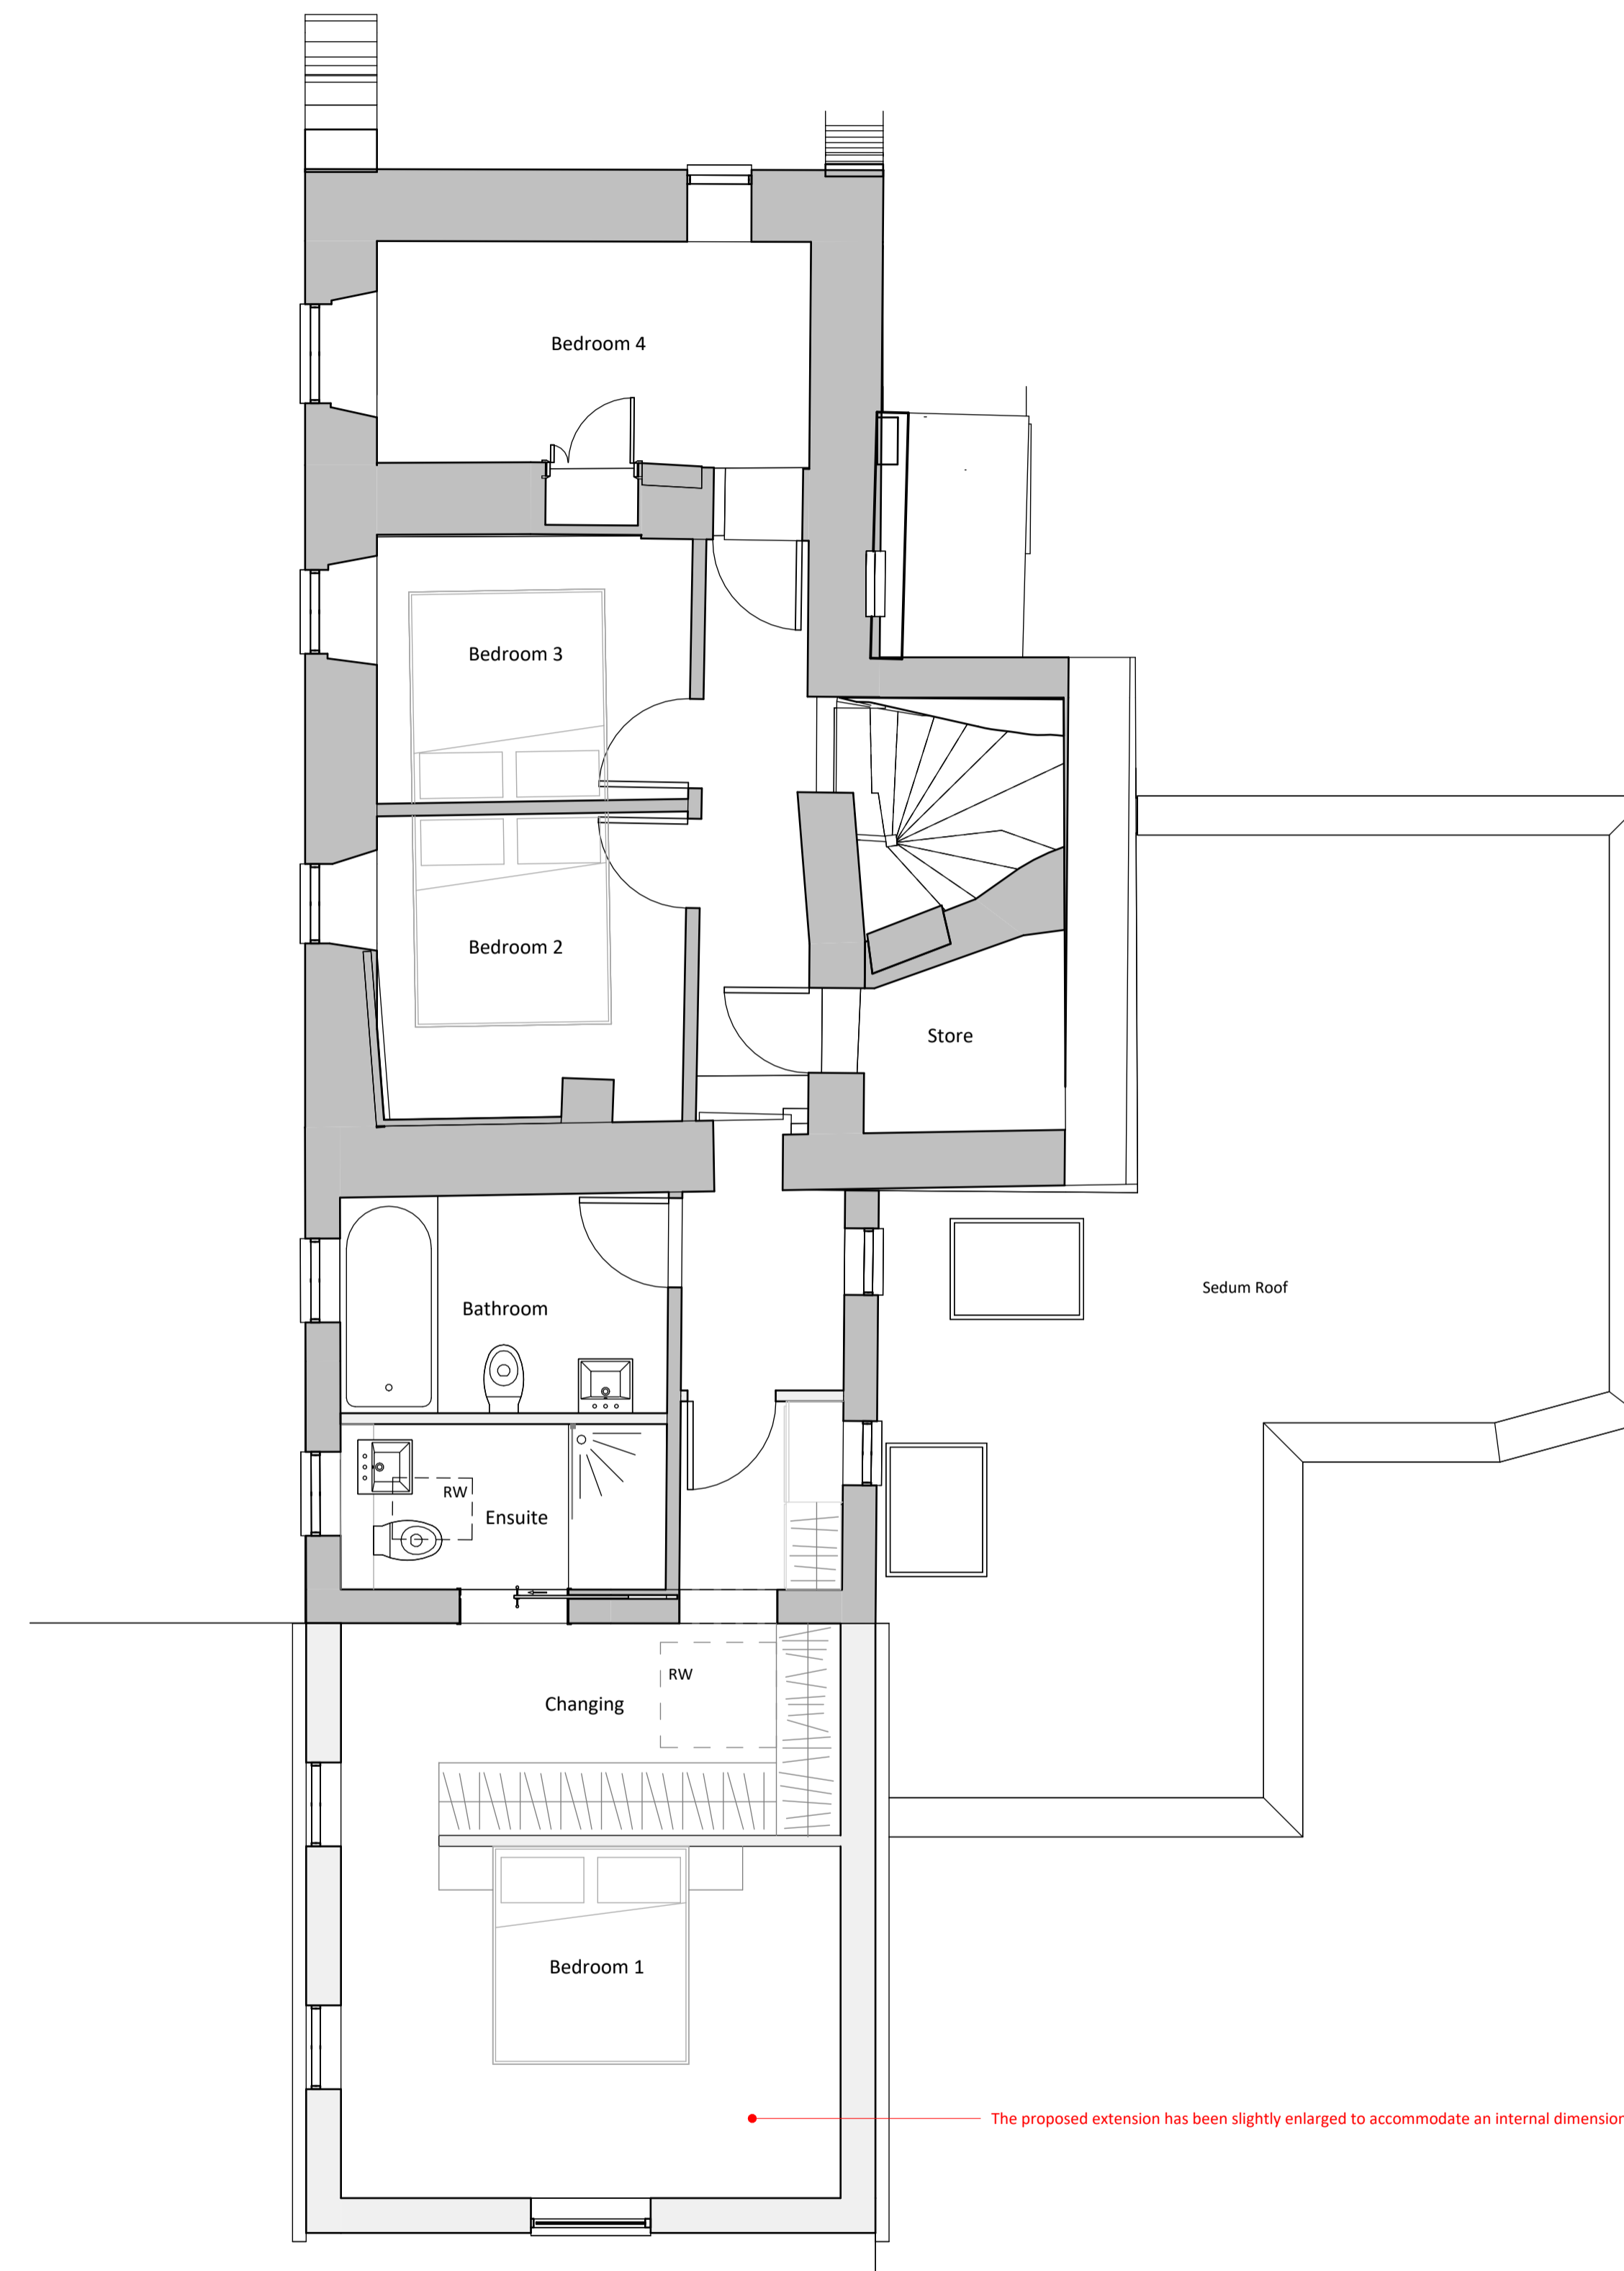 Bedroom 4
Bedroom 3
Bedroom 2
Store
Sedum Roof
Bathroom
RW
Ensuite
RW
Changing
Bedroom 1
The proposed extension has been slightly enlarged to accommodate an internal dimension